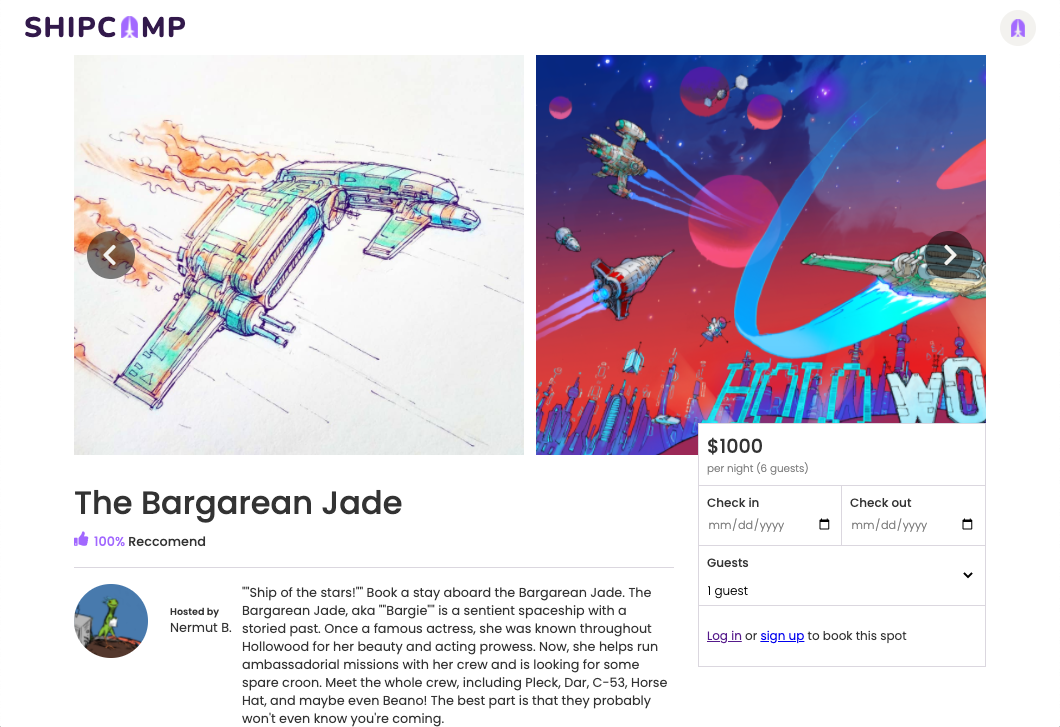 SHIPCAMP
HOLO WO
$1000
per night (6 guests)
The Bargarean Jade
Check in
Check out
mm/dd/yyyy
mm/dd/yyyy
100% Reccomend
Guests
1 guest
Hosted by
Nermut B.
""Ship of the stars!"" Book a stay aboard the Bargarean Jade. The
Bargarean Jade, aka ""Bargie"" is a sentient spaceship with a
storied past. Once a famous actress, she was known throughout
Hollowood for her beauty and acting prowess. Now, she helps run
ambassadorial missions with her crew and is looking for some
spare croon. Meet the whole crew, including Pleck, Dar, C-53, Horse
Hat, and maybe even Beano! The best part is that they probably
won't even know you're coming.
Log in or sign up to book this spot